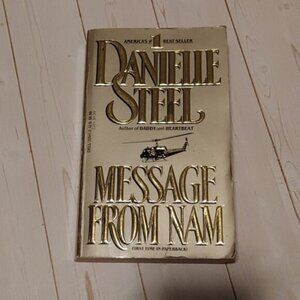 AMERICA'S #1 BEST SELLER
DANIELLE
STEEL
Author of DADDY and HEARTBEAT
MESSAGE
FROM NAM
(FIRST TIME IN PAPERBACK)